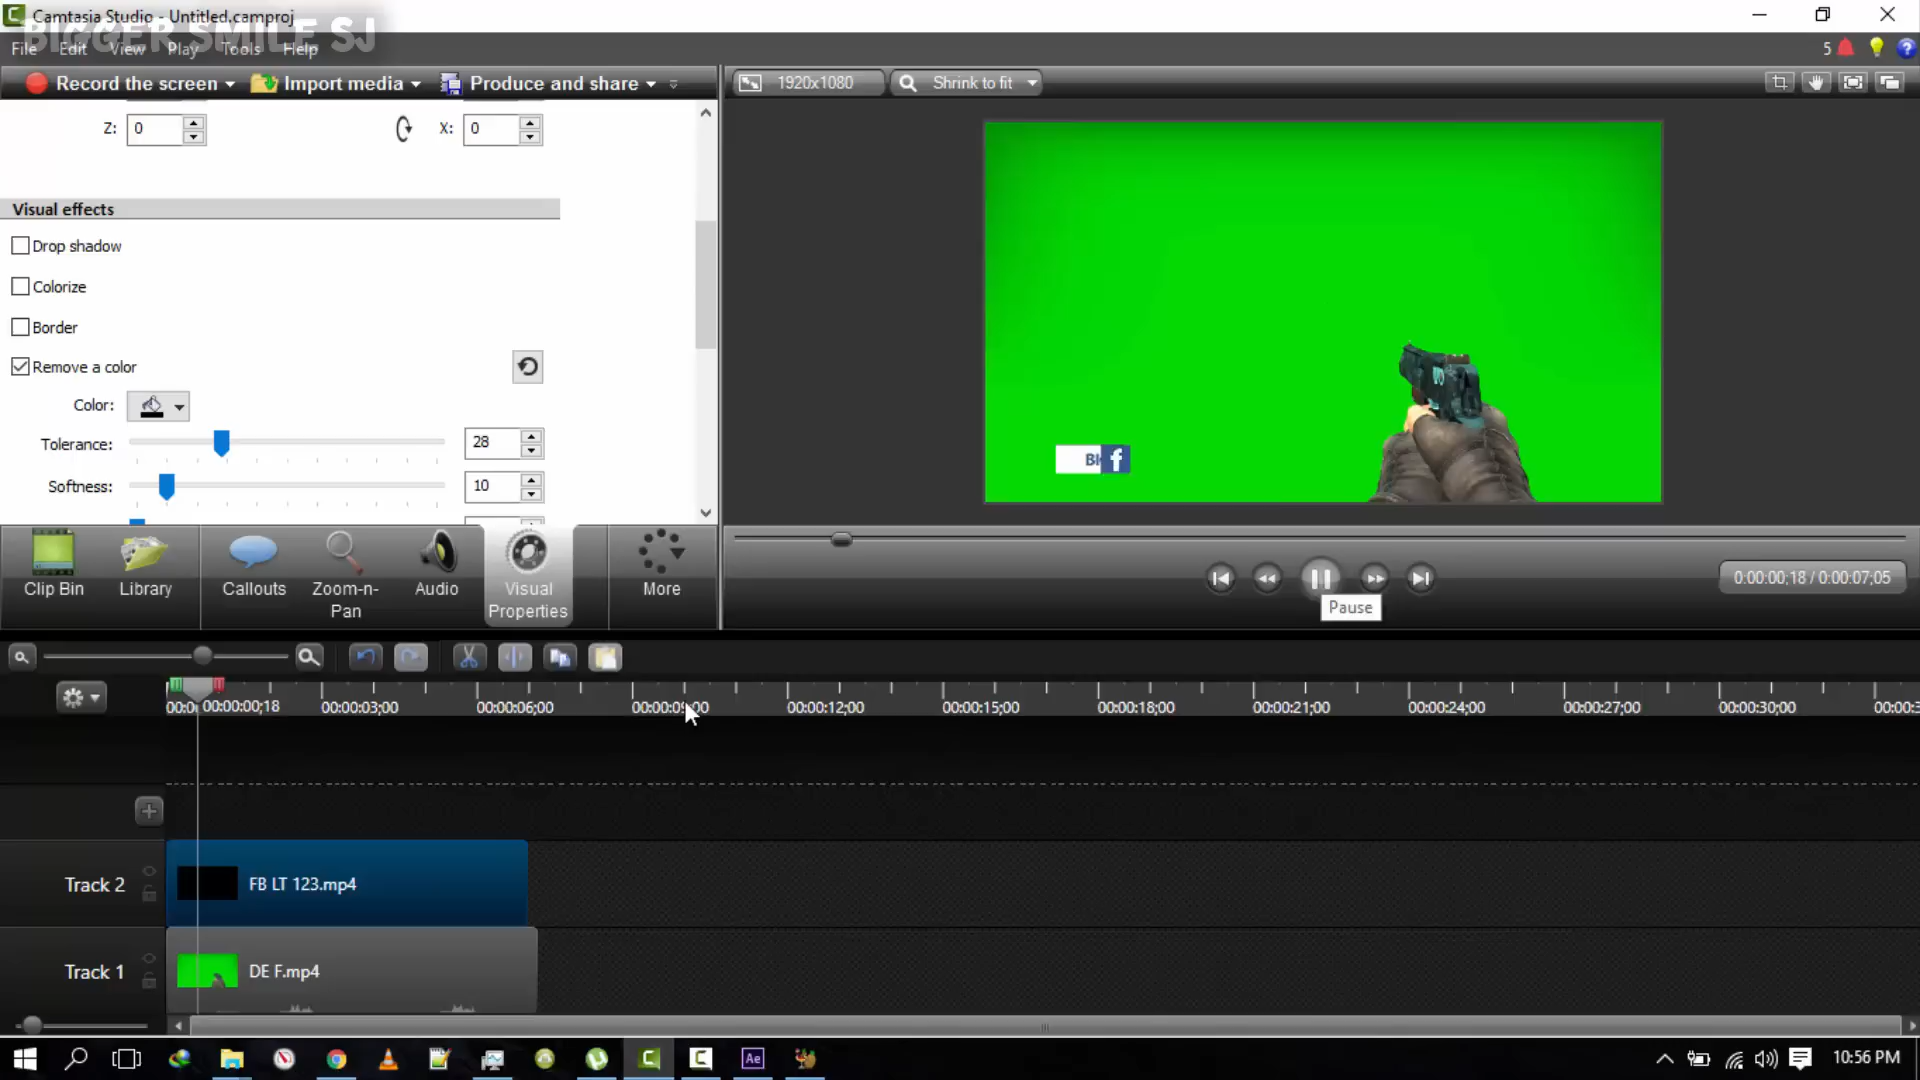 Camtasia Studio - Untitled.camproj
BIGGER SMILE SJ
File Edit View Play Tools Help
5
Record the screen Import media Produce and share
1920x1080 Shrink to fit
Z: 0 X: 0
Visual effects
Drop shadow
Colorize
Border
Remove a color
Color:
Tolerance: 28
Softness: 10
f
Clip Bin Library Callouts Zoom-n-Pan Audio Visual Properties More
0:00:00;18 / 0:00:07;05
Pause
00:00:00;18 00:00:03;00 00:00:06;00 00:00:09;00 00:00:12;00 00:00:15;00 00:00:18;00 00:00:21;00 00:00:24;00 00:00:27;00 00:00:30;00
Track 2 FB LT 123.mp4
Track 1 DE F.mp4
Ae
10:56 PM